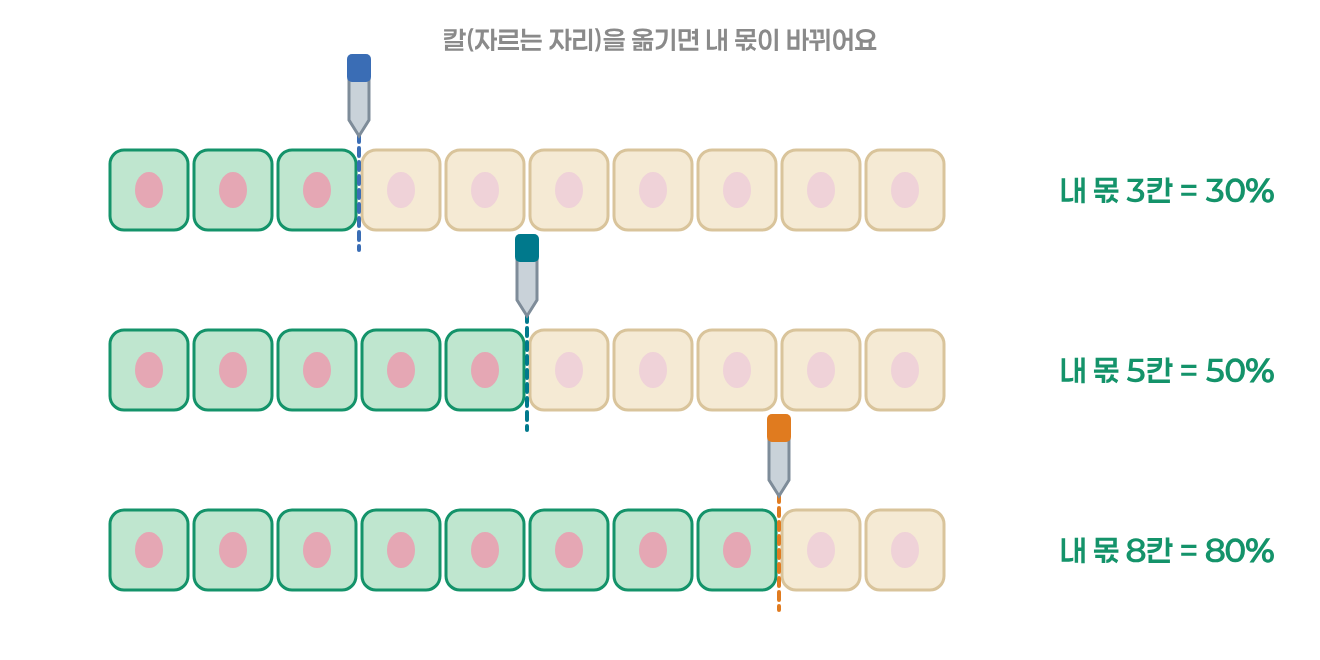 칼(자르는 자리)을 옮기면 내 몫이 바뀌어요
내 몫 3칸 = 30%
내 몫 5칸 = 50%
내 몫 8칸 = 80%